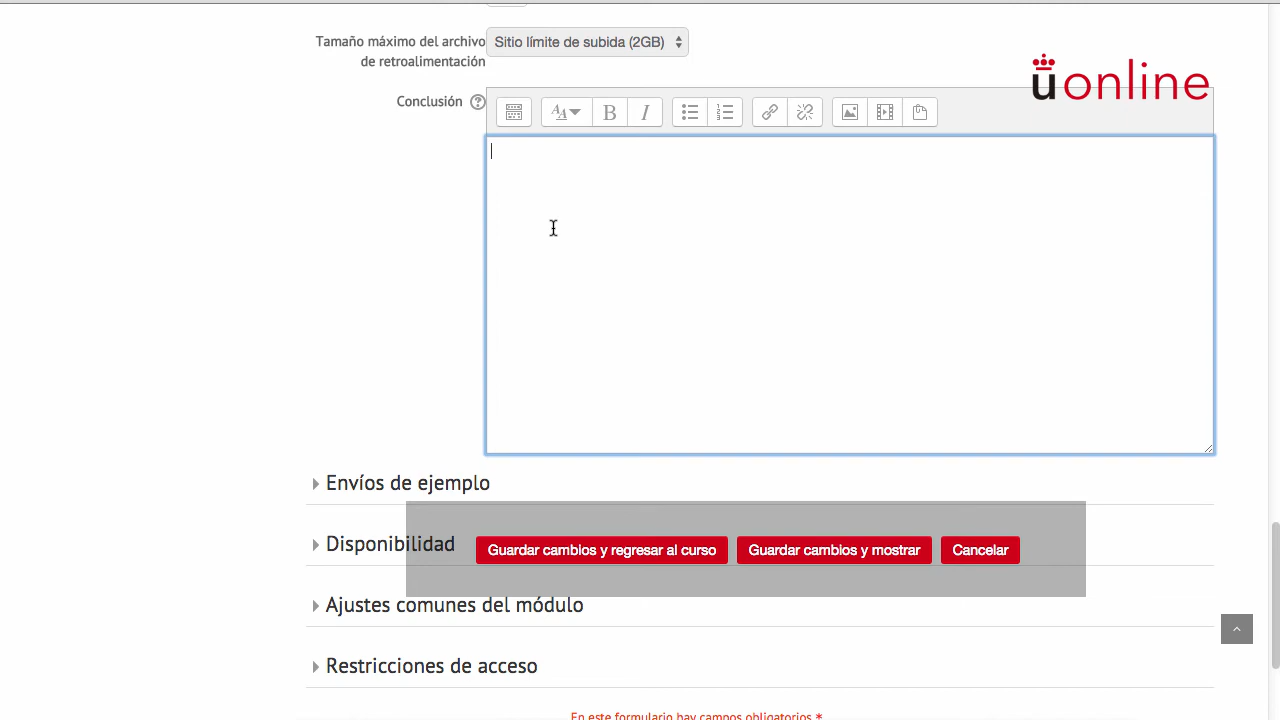 Tamaño máximo del archivo
de retroalimentación
Sitio límite de subida (2GB)
uonline
Conclusión
Envíos de ejemplo
Disponibilidad
Guardar cambios y regresar al curso
Guardar cambios y mostrar
Cancelar
Ajustes comunes del módulo
Restricciones de acceso
En este formulario hay campos obligatorios *